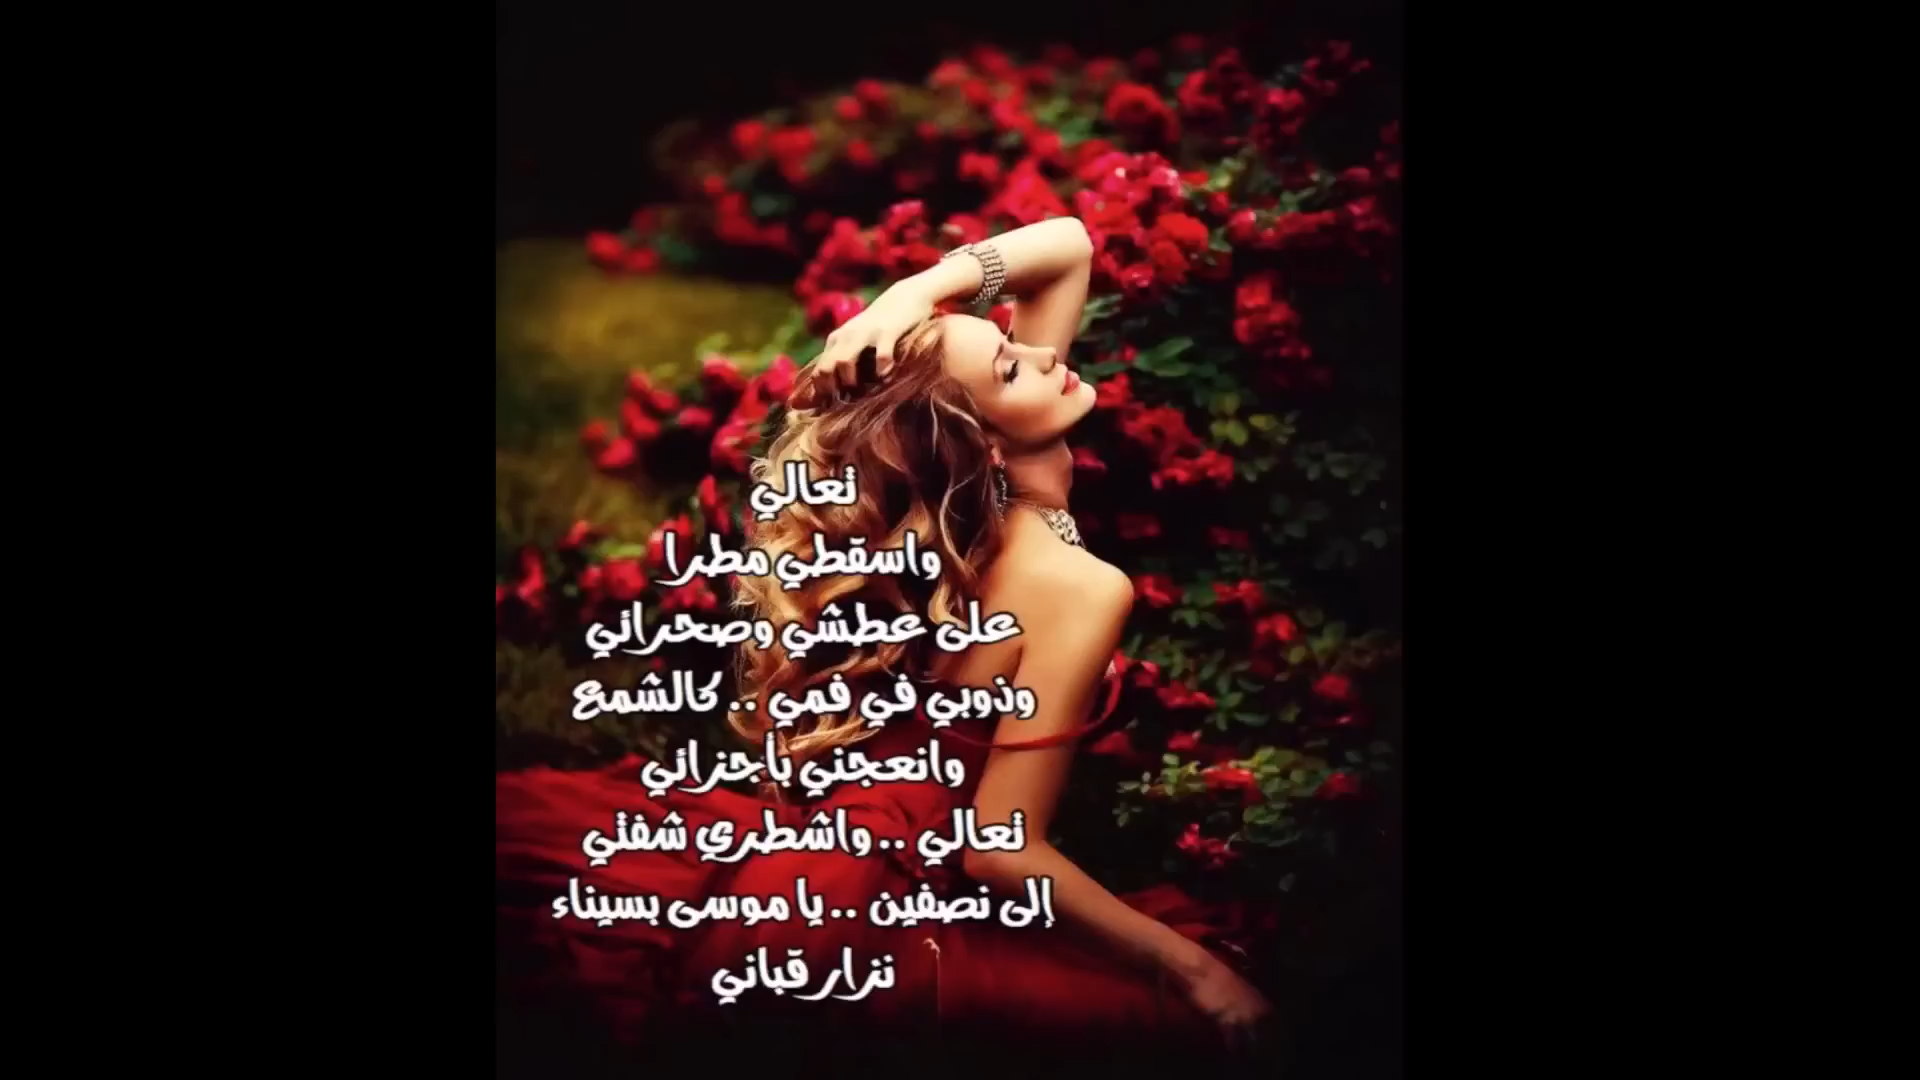 تعالي
واسقطي مطرا
على عطشي وصحرائي
وذوبي في فمي .. كالشمع
وانعجني بأجزائي
تعالي .. واشطري شفتي
إلى نصفين .. يا موسى بسيناء
نزار قباني